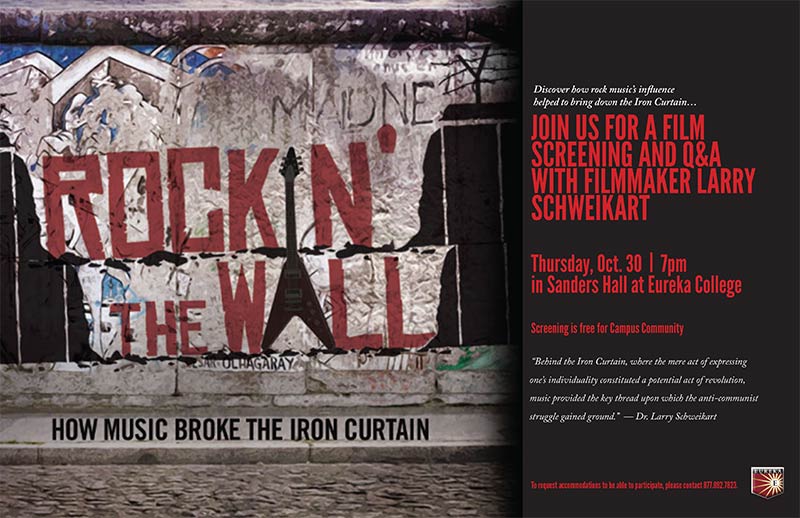 MADNE
ROCKIN'
THE WALL
OLHAGARAY
HOW MUSIC BROKE THE IRON CURTAIN
Discover how rock music's influence
helped to bring down the Iron Curtain…
JOIN US FOR A FILM
SCREENING AND Q&A
WITH FILMMAKER LARRY
SCHWEIKART
Thursday, Oct. 30 | 7pm
in Sanders Hall at Eureka College
Screening is free for Campus Community
"Behind the Iron Curtain, where the mere act of expressing
one's individuality constituted a potential act of revolution,
music provided the key thread upon which the anti-communist
struggle gained ground." — Dr. Larry Schweikart
To request accommodations to be able to participate, please contact 877.892.7823.
EUREKA
E